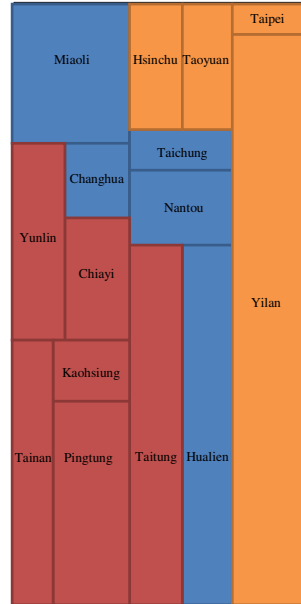 Taipei
Miaoli
Hsinchu
Taoyuan
Taichung
Changhua
Nantou
Yunlin
Chiayi
Yilan
Kaohsiung
Tainan
Pingtung
Taitung
Hualien